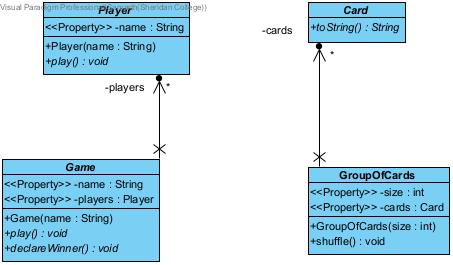 Visual Paradigm Professional(Sheridan College))
Player
<<Property>> -name : String
+Player(name : String)
+play() : void
-players
*
Game
<<Property>> -name : String
<<Property>> -players : Player
+Game(name : String)
+play() : void
+declareWinner() : void
Card
+toString() : String
-cards
*
GroupOfCards
<<Property>> -size : int
<<Property>> -cards : Card
+GroupOfCards(size : int)
+shuffle() : void